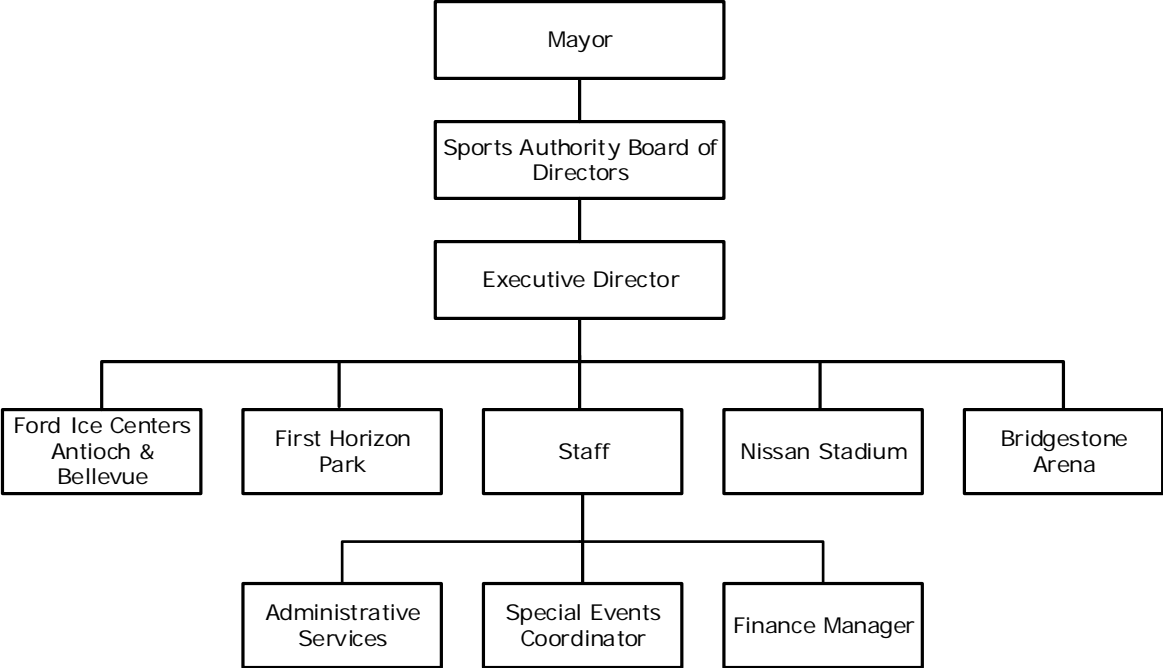 Mayor
Sports Authority Board of
Directors
Executive Director
Ford Ice Centers
Antioch &
Bellevue
First Horizon
Park
Staff
Nissan Stadium
Bridgestone
Arena
Administrative
Services
Special Events
Coordinator
Finance Manager